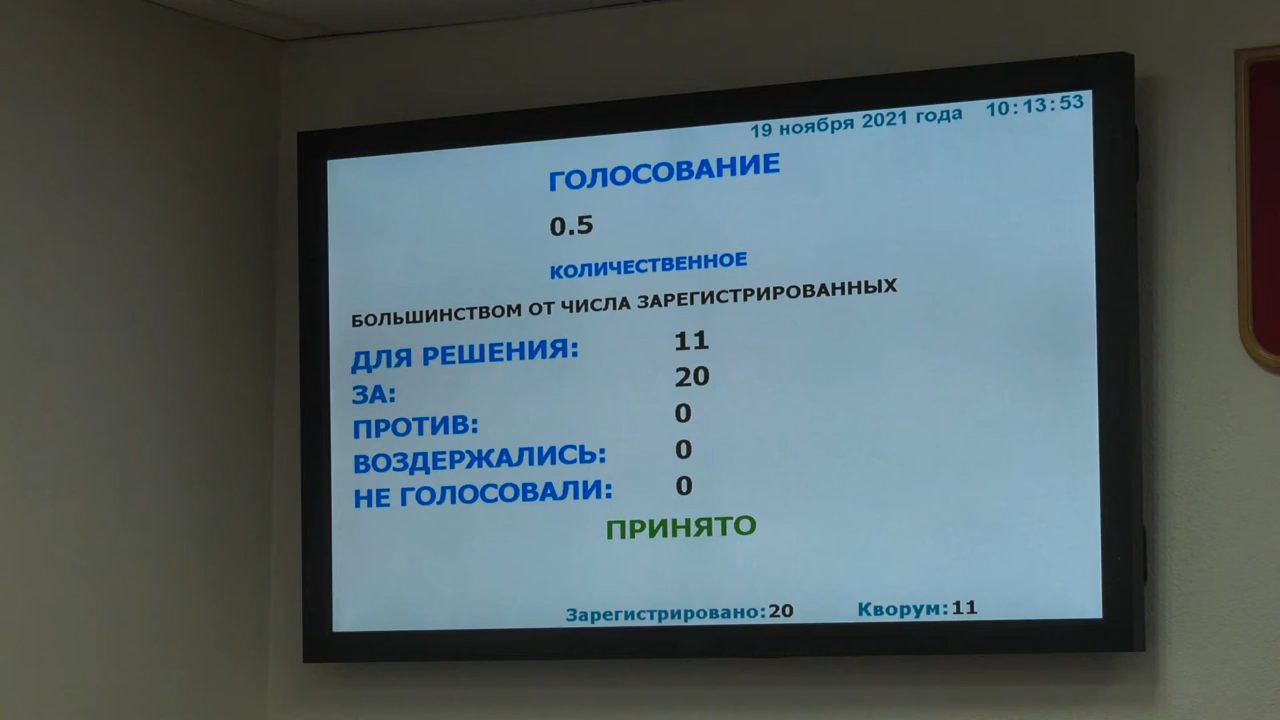 19 ноября 2021 года 10:13:53
ГОЛОСОВАНИЕ
0.5
КОЛИЧЕСТВЕННОЕ
БОЛЬШИНСТВОМ ОТ ЧИСЛА ЗАРЕГИСТРИРОВАННЫХ
ДЛЯ РЕШЕНИЯ: 11
ЗА: 20
ПРОТИВ: 0
ВОЗДЕРЖАЛИСЬ: 0
НЕ ГОЛОСОВАЛИ: 0
ПРИНЯТО
Зарегистрировано:20 Кворум:11